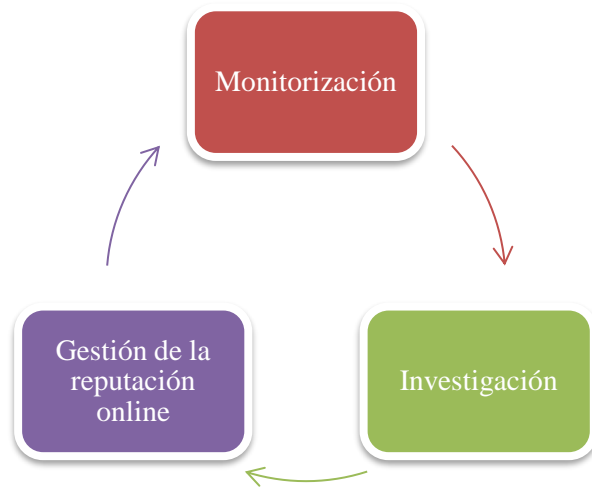 Monitorización
Gestión de la
reputación
online
Investigación